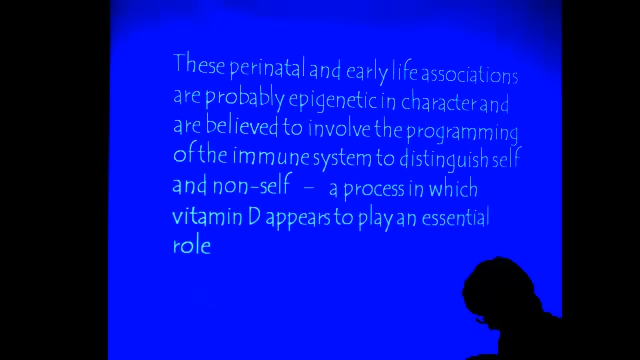 These perinatal and early life associations
are probably epigenetic in character and
are believed to involve the programming
of the immune system to distinguish self
and non-self – a process in which
vitamin D appears to play an essential
role